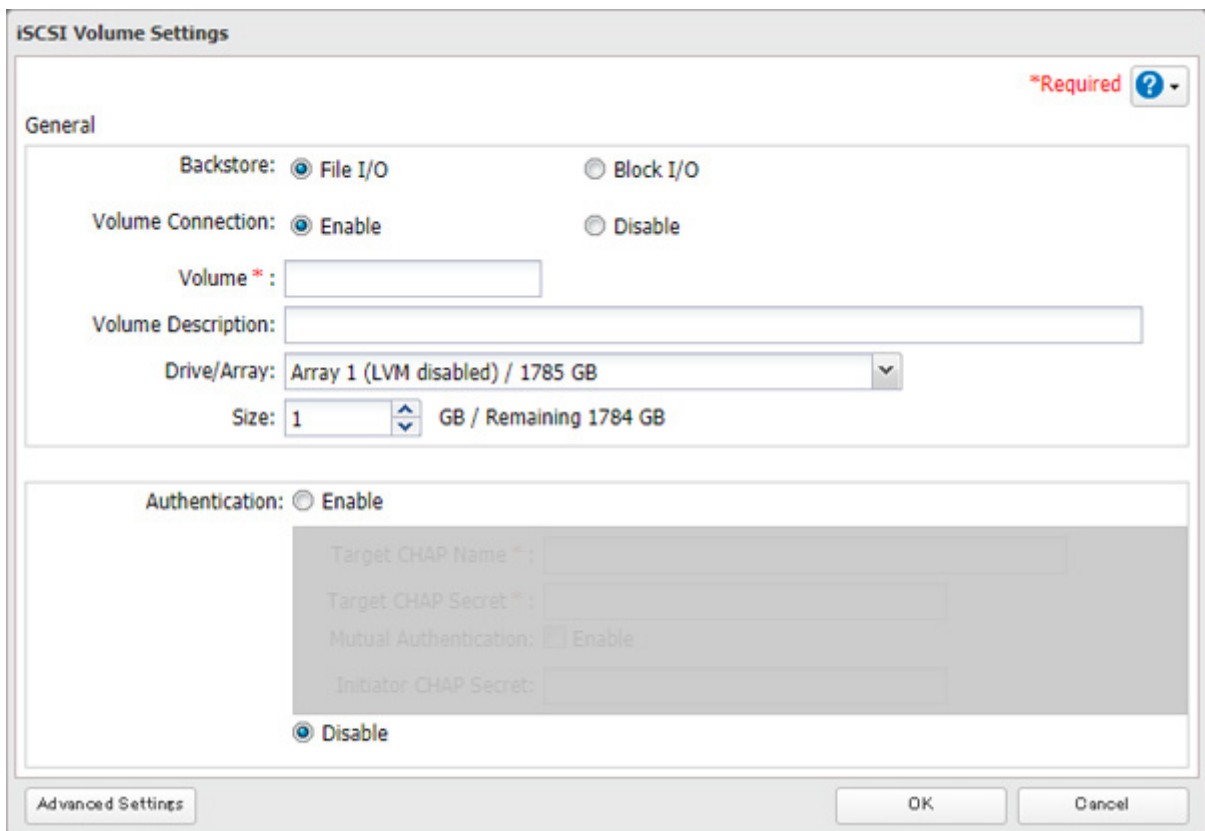 iSCSI Volume Settings
*Required ?
General
Backstore: File I/O Block I/O
Volume Connection: Enable Disable
Volume * :
Volume Description:
Drive/Array: Array 1 (LVM disabled) / 1785 GB
Size: 1 GB / Remaining 1784 GB
Authentication: Enable
Target CHAP Name * :
Target CHAP Secret * :
Mutual Authentication: Enable
Initiator CHAP Secret:
Disable
Advanced Settings OK Cancel